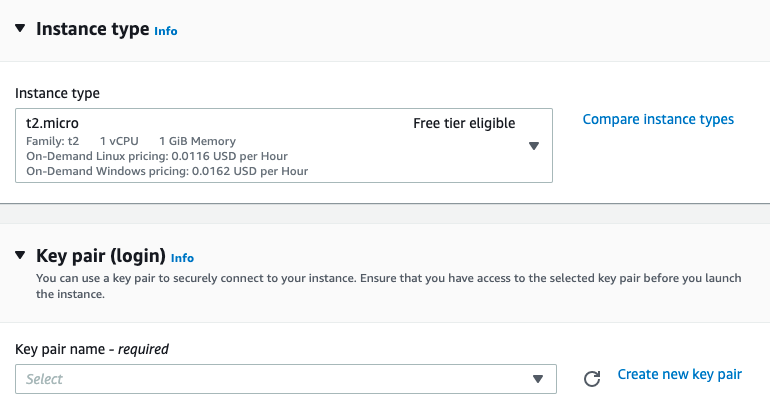 Instance type Info
Instance type
t2.micro Free tier eligible
Family: t2 1 vCPU 1 GiB Memory
On-Demand Linux pricing: 0.0116 USD per Hour
On-Demand Windows pricing: 0.0162 USD per Hour
Compare instance types
Key pair (login) Info
You can use a key pair to securely connect to your instance. Ensure that you have access to the selected key pair before you launch
the instance.
Key pair name - required
Select
Create new key pair